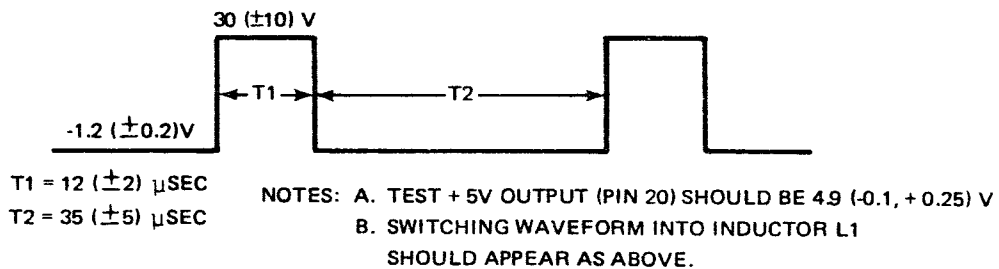 30 (±10) V
T1
T2
-1.2 (±0.2)V
T1 = 12 (±2) μSEC
T2 = 35 (±5) μSEC
NOTES: A. TEST + 5V OUTPUT (PIN 20) SHOULD BE 4.9 (-0.1, + 0.25) V
B. SWITCHING WAVEFORM INTO INDUCTOR L1
SHOULD APPEAR AS ABOVE.